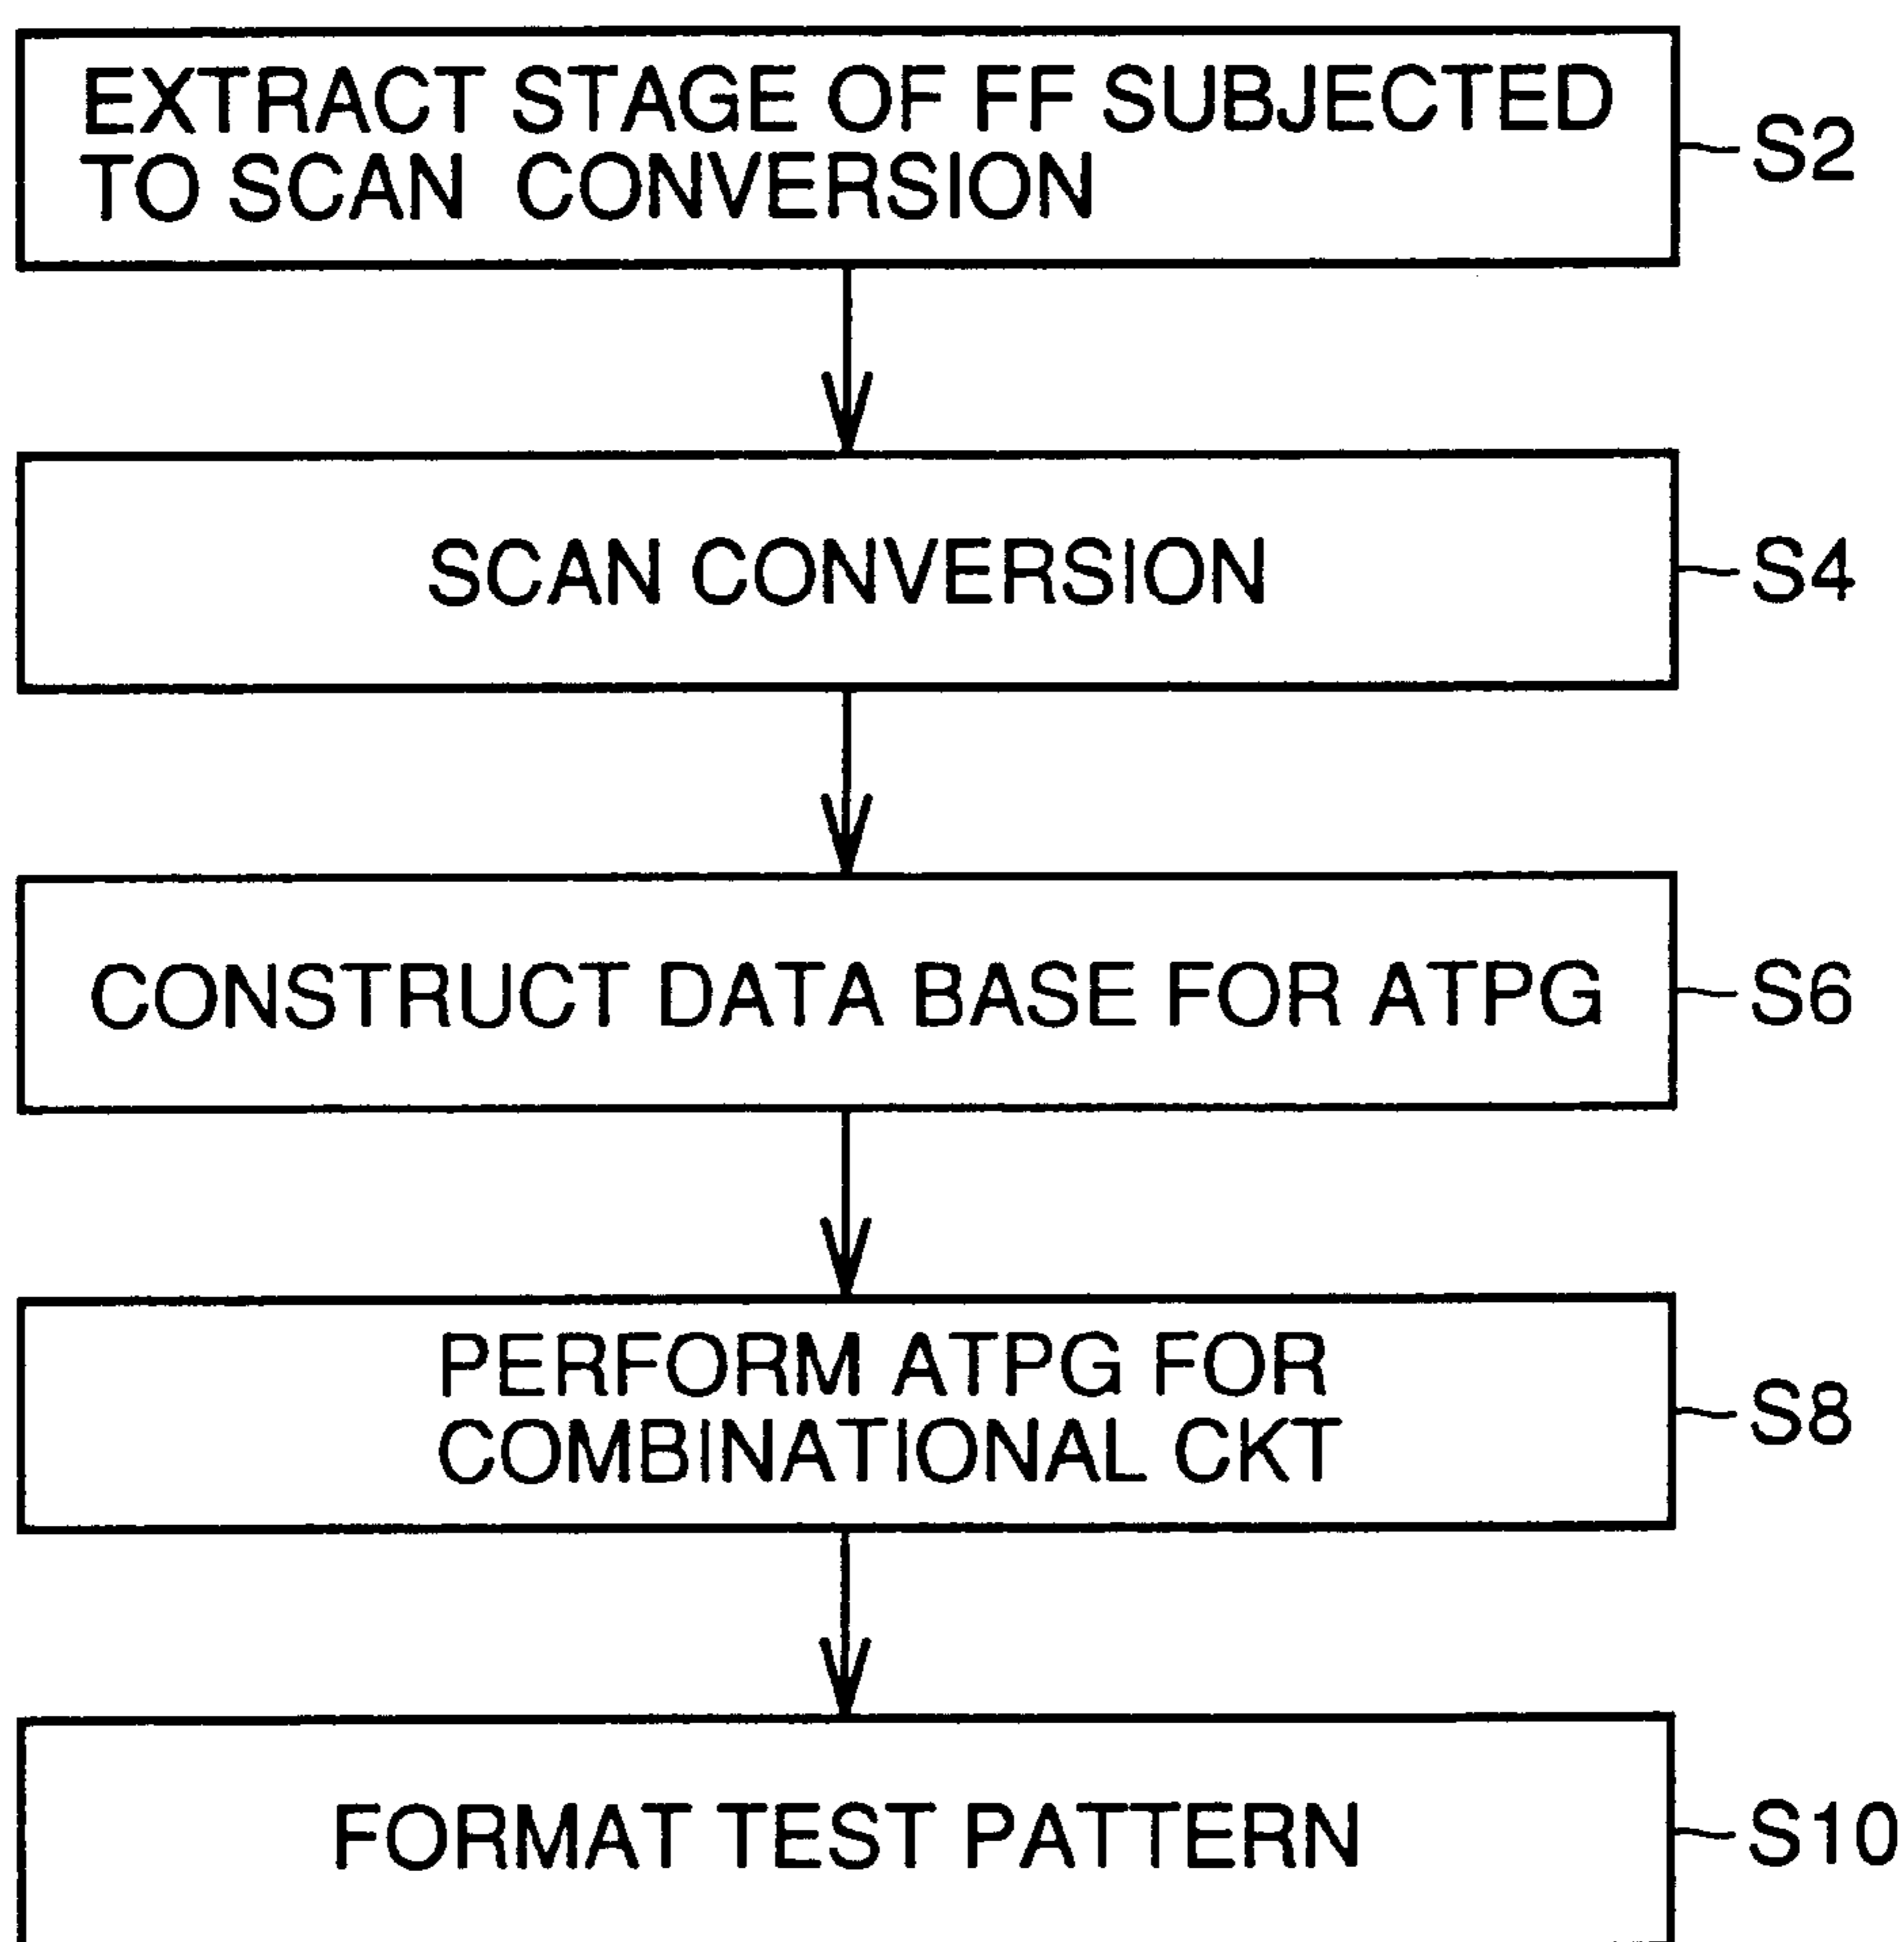 EXTRACT STAGE OF FF SUBJECTED
TO SCAN CONVERSION
S2
SCAN CONVERSION
S4
CONSTRUCT DATA BASE FOR ATPG
S6
PERFORM ATPG FOR
COMBINATIONAL CKT
S8
FORMAT TEST PATTERN
S10